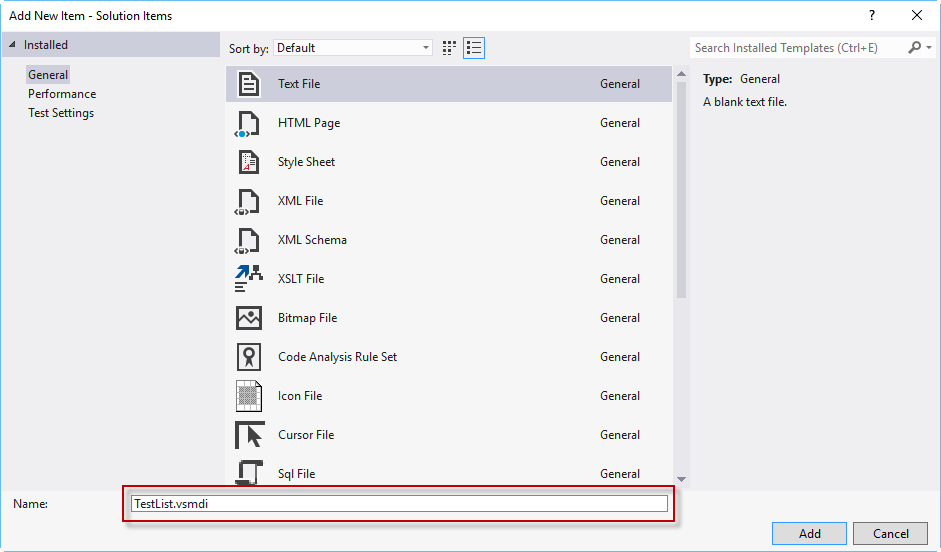 Add New Item - Solution Items
?
Installed
General
Performance
Test Settings
Sort by: Default
Search Installed Templates (Ctrl+E)
Text File General
HTML Page General
Style Sheet General
XML File General
XML Schema General
XSLT File General
Bitmap File General
Code Analysis Rule Set General
Icon File General
Cursor File General
Sql File General
Type: General
A blank text file.
Name: TestList.vsmdi
Add Cancel